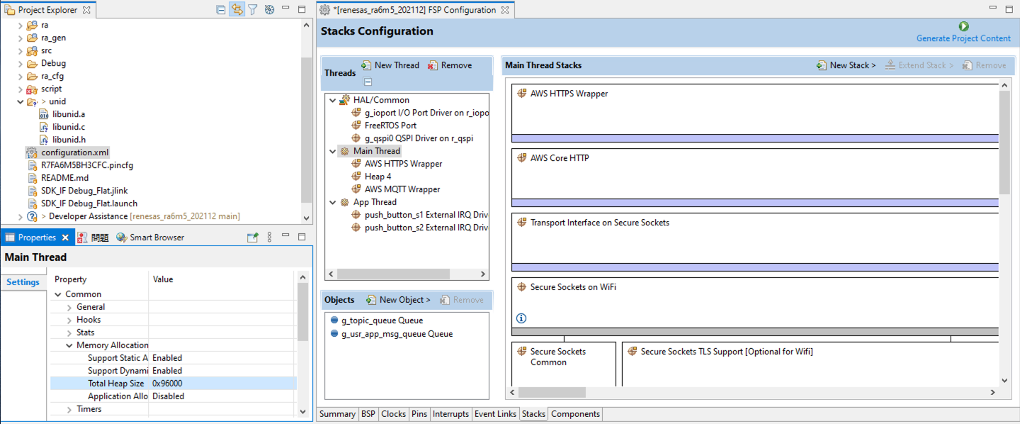 Project Explorer
ra
ra_gen
src
Debug
ra_cfg
script
> unid
libunid.a
libunid.c
libunid.h
configuration.xml
R7FA6M5BH3CFC.pincfg
README.md
SDK_IF Debug_Flat.jlink
SDK_IF Debug_Flat.launch
> Developer Assistance [renesas_ra6m5_202112 main]
Properties
問題
Smart Browser
Main Thread
Settings
Property Value
Common
General
Hooks
Stats
Memory Allocation
Support Static A Enabled
Support Dynami Enabled
Total Heap Size 0x96000
Application Allo Disabled
Timers
*[renesas_ra6m5_202112] FSP Configuration
Stacks Configuration
Generate Project Content
Threads
New Thread
Remove
HAL/Common
g_ioport I/O Port Driver on r_iopo
FreeRTOS Port
g_qspi0 QSPI Driver on r_qspi
Main Thread
AWS HTTPS Wrapper
Heap 4
AWS MQTT Wrapper
App Thread
push_button_s1 External IRQ Driv
push_button_s2 External IRQ Driv
Objects
New Object >
Remove
g_topic_queue Queue
g_usr_app_msg_queue Queue
Main Thread Stacks
New Stack >
Extend Stack >
Remove
AWS HTTPS Wrapper
AWS Core HTTP
Transport Interface on Secure Sockets
Secure Sockets on WiFi
Secure Sockets
Common
Secure Sockets TLS Support [Optional for Wifi]
Summary BSP Clocks Pins Interrupts Event Links Stacks Components